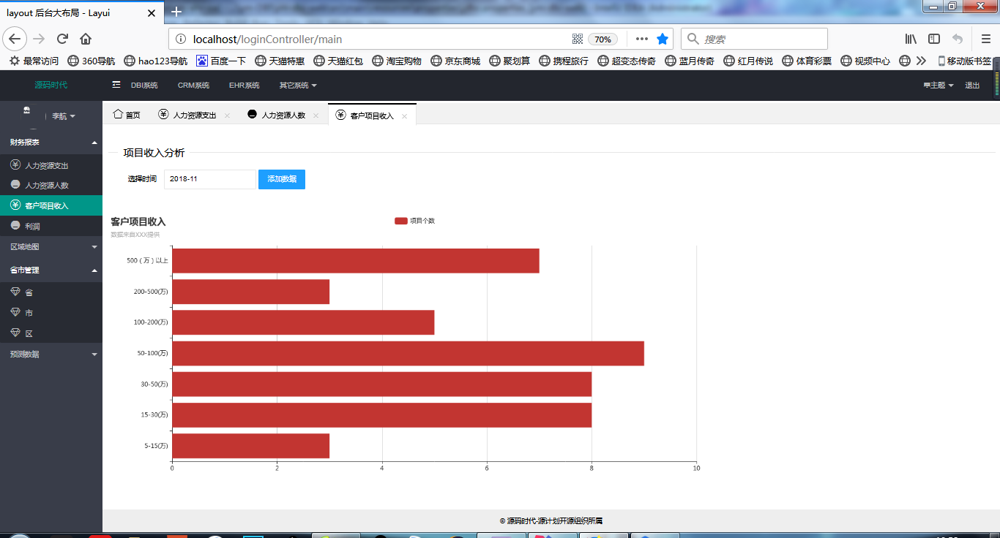 layout 后台大布局 - Layui
localhost/loginController/main
70%
搜索
最常访问 360导航 hao123导航 百度一下 天猫特惠 天猫红包 淘宝购物 京东商城 聚划算 携程旅行 超变态传奇 蓝月传奇 红月传说 体育彩票 视频中心 移动版书签
源码时代 DBI系统 CRM系统 EHR系统 其它系统 主题 退出
李航
首页 人力资源支出 人力资源人数 客户项目收入
财务报表
人力资源支出
人力资源人数
客户项目收入
利润
区域地图
省市管理
省
市
区
预测数据
项目收入分析
选择时间 2018-11 添加数据
客户项目收入
数据来自XXX提供
项目个数
500 ( 万 ) 以上
200-500(万)
100-200(万)
50-100(万)
30-50(万)
15-30(万)
5-15(万)
0 2 4 6 8 10
© 源码时代-源计划开源组织所属